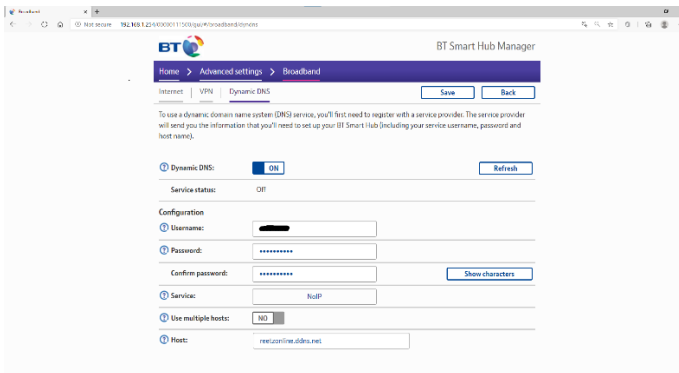 Broadband
Not secure 192.168.1.254/
BT
BT Smart Hub Manager
Home > Advanced settings > Broadband
Internet | VPN | Dynamic DNS
Save Back
To use a dynamic domain name system (DNS) service, you'll first need to register with a service provider. The service provider
will send you the information that you'll need to set up your BT Smart Hub (including your service username, password and
host name).
Dynamic DNS: ON Refresh
Service status: Off
Configuration
Username:
Password: ••••••••••
Confirm password: •••••••••• Show characters
Service: NoIP
Use multiple hosts: NO
Host: